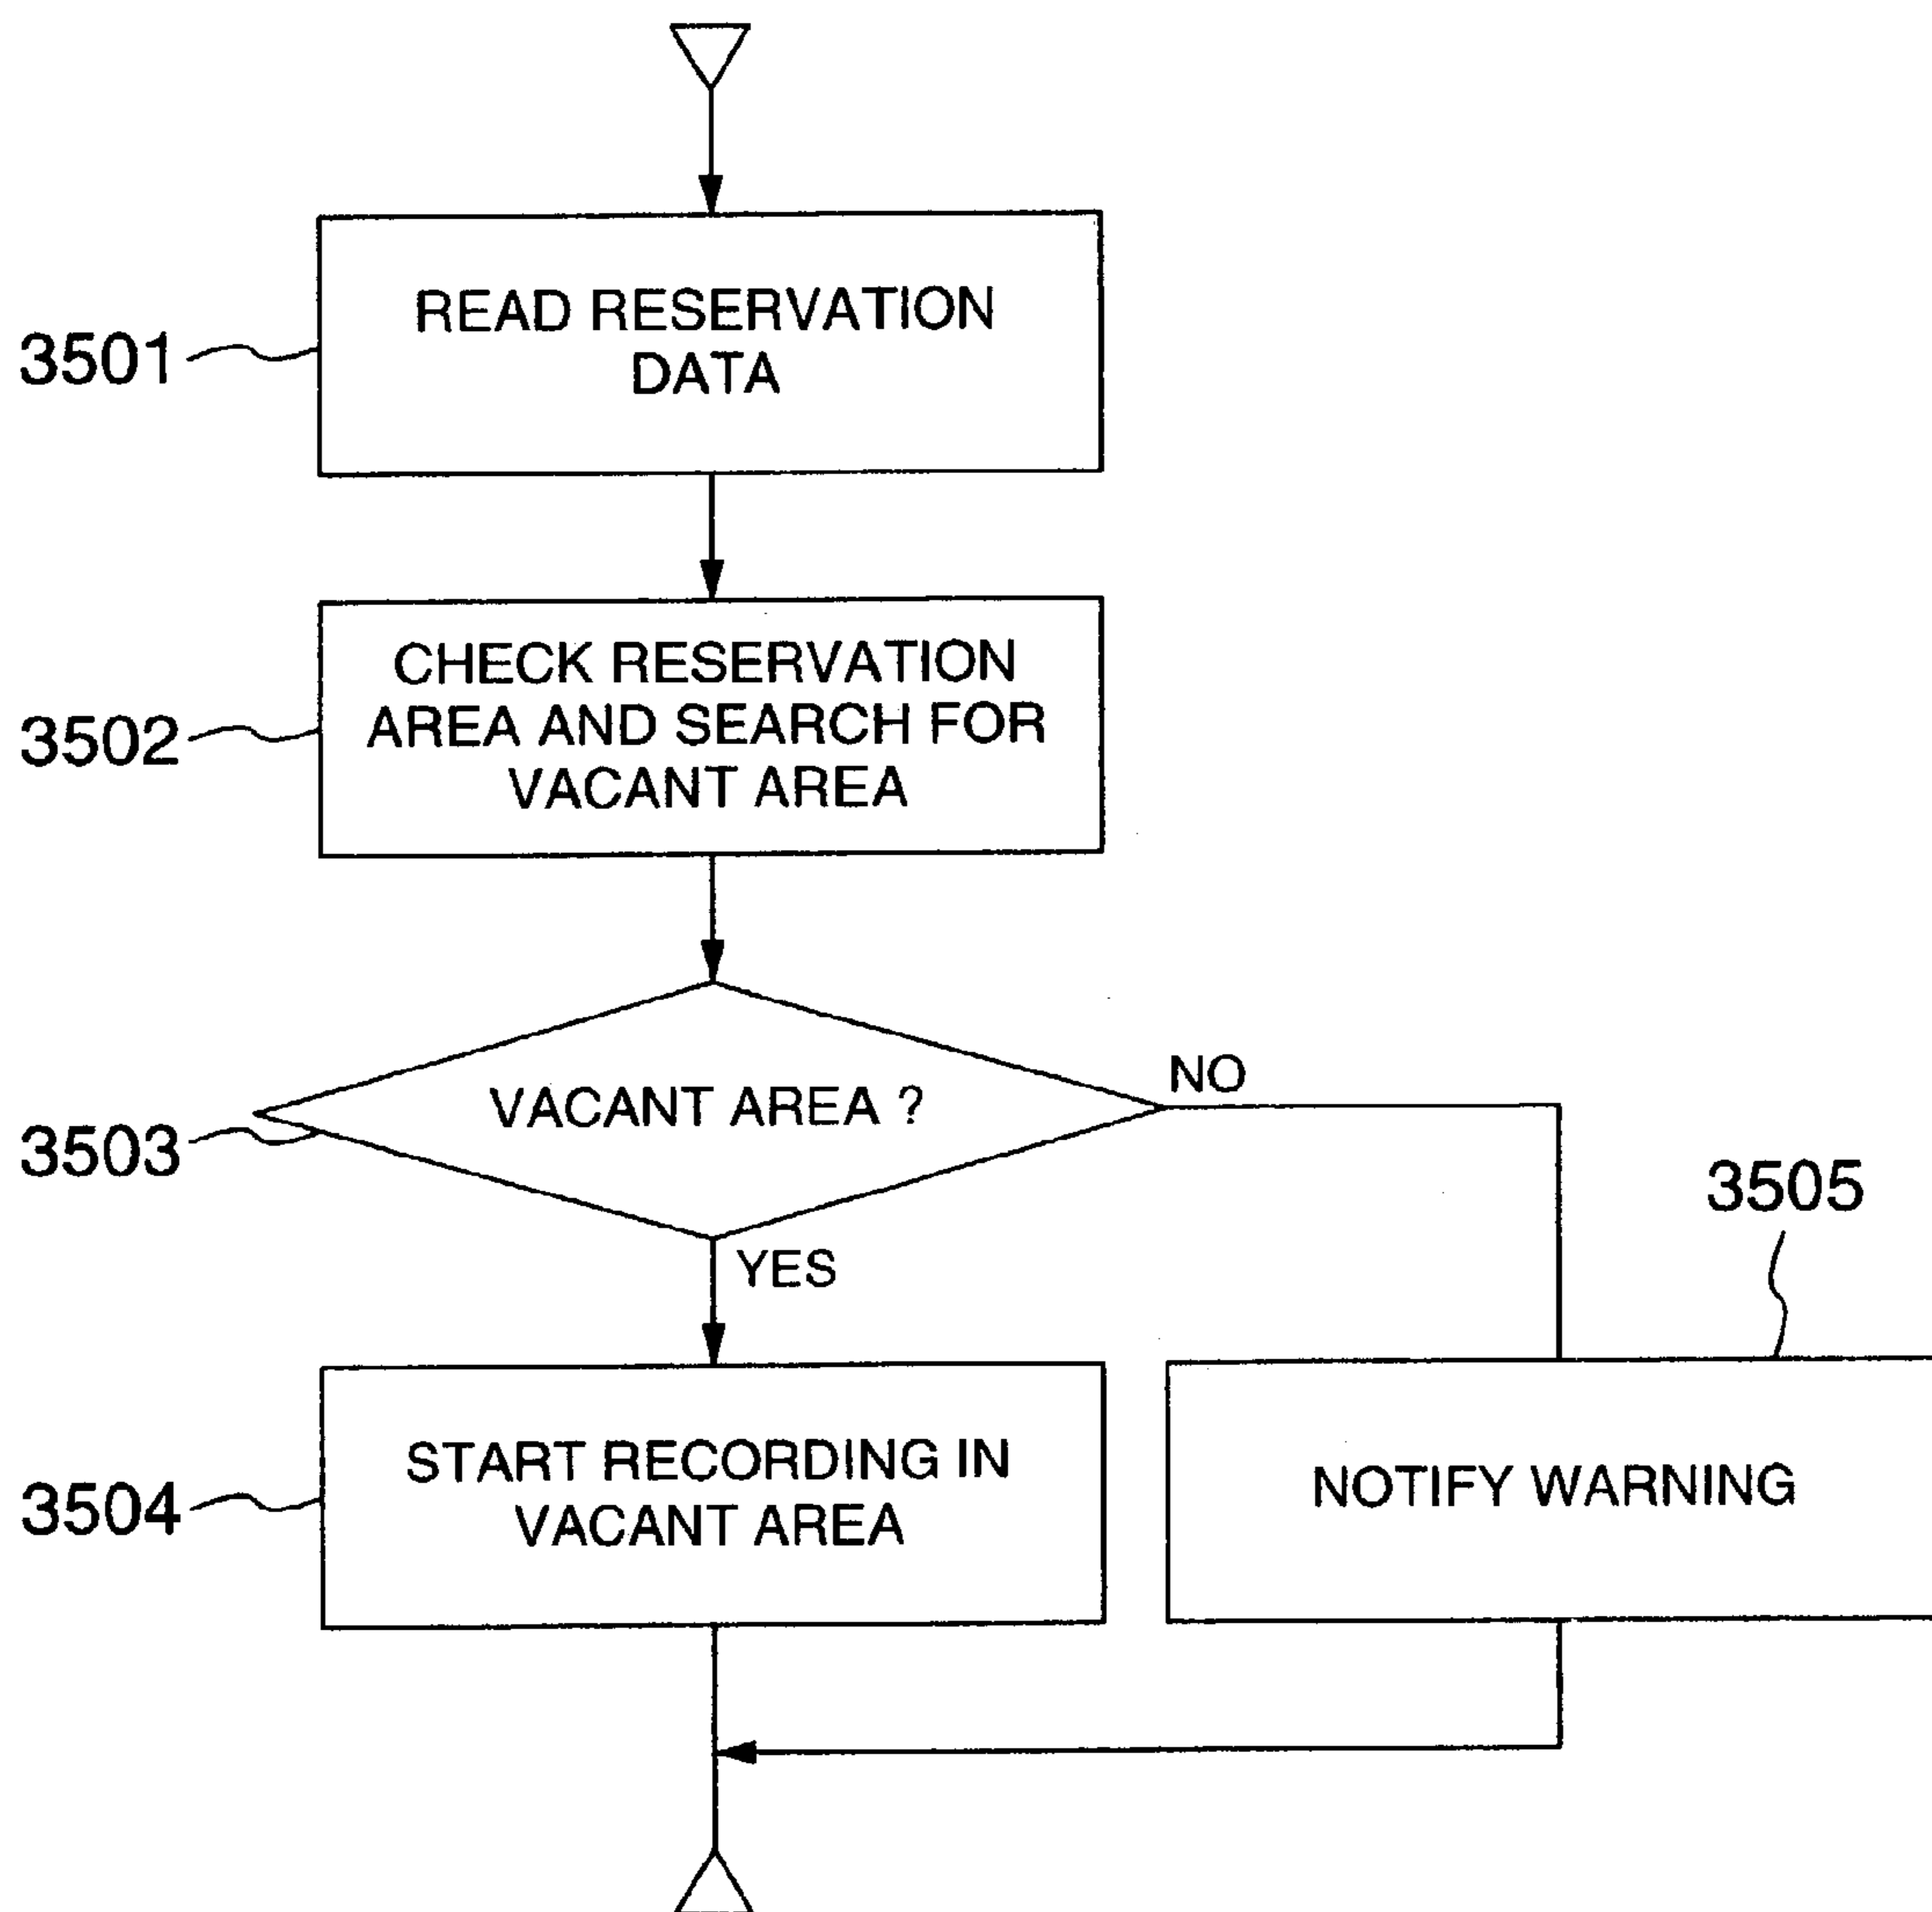 READ RESERVATION
DATA
3501
CHECK RESERVATION
AREA AND SEARCH FOR
VACANT AREA
3502
VACANT AREA ?
NO
3503
3505
YES
START RECORDING IN
VACANT AREA
3504
NOTIFY WARNING